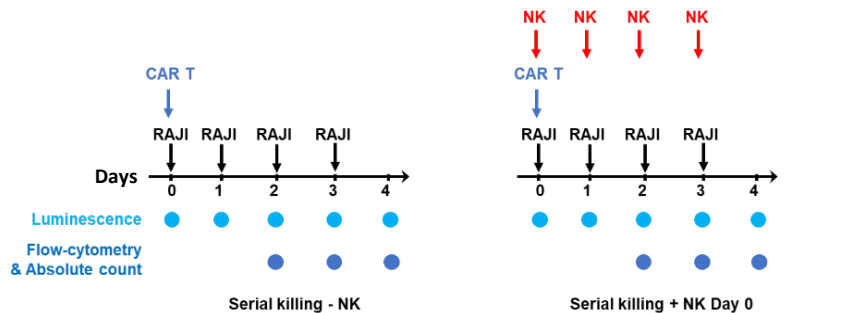 NK NK NK NK
CAR T CAR T
RAJI RAJI RAJI RAJI RAJI RAJI RAJI RAJI
Days
0 1 2 3 4 0 1 2 3 4
Luminescence
Flow-cytometry
& Absolute count
Serial killing - NK Serial killing + NK Day 0